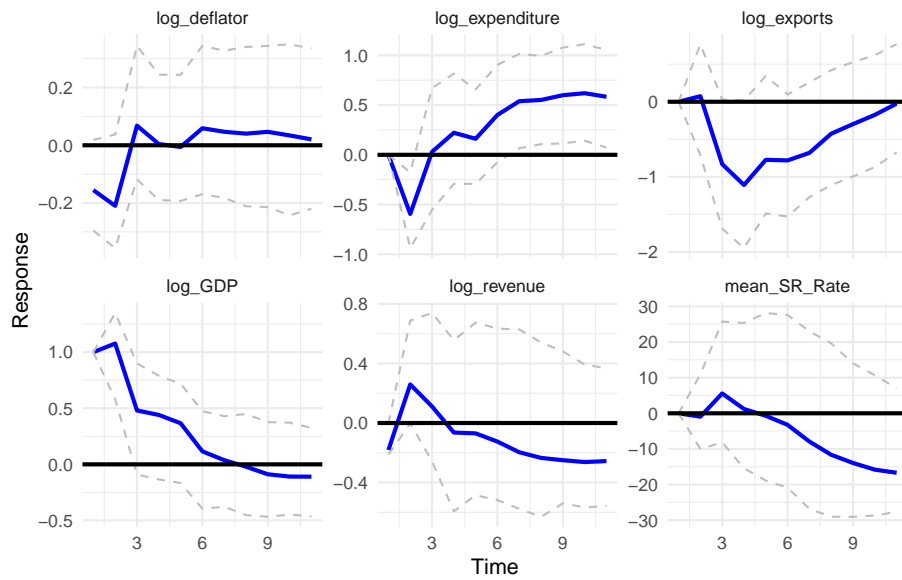 log_deflator
log_expenditure
log_exports
0.2
0.0
−0.2
1.0
0.5
0.0
−0.5
−1.0
0
−1
−2
Response
log_GDP
log_revenue
mean_SR_Rate
1.0
0.5
0.0
−0.5
0.8
0.4
0.0
−0.4
30
20
10
0
−10
−20
−30
3 6 9
3 6 9
3 6 9
Time